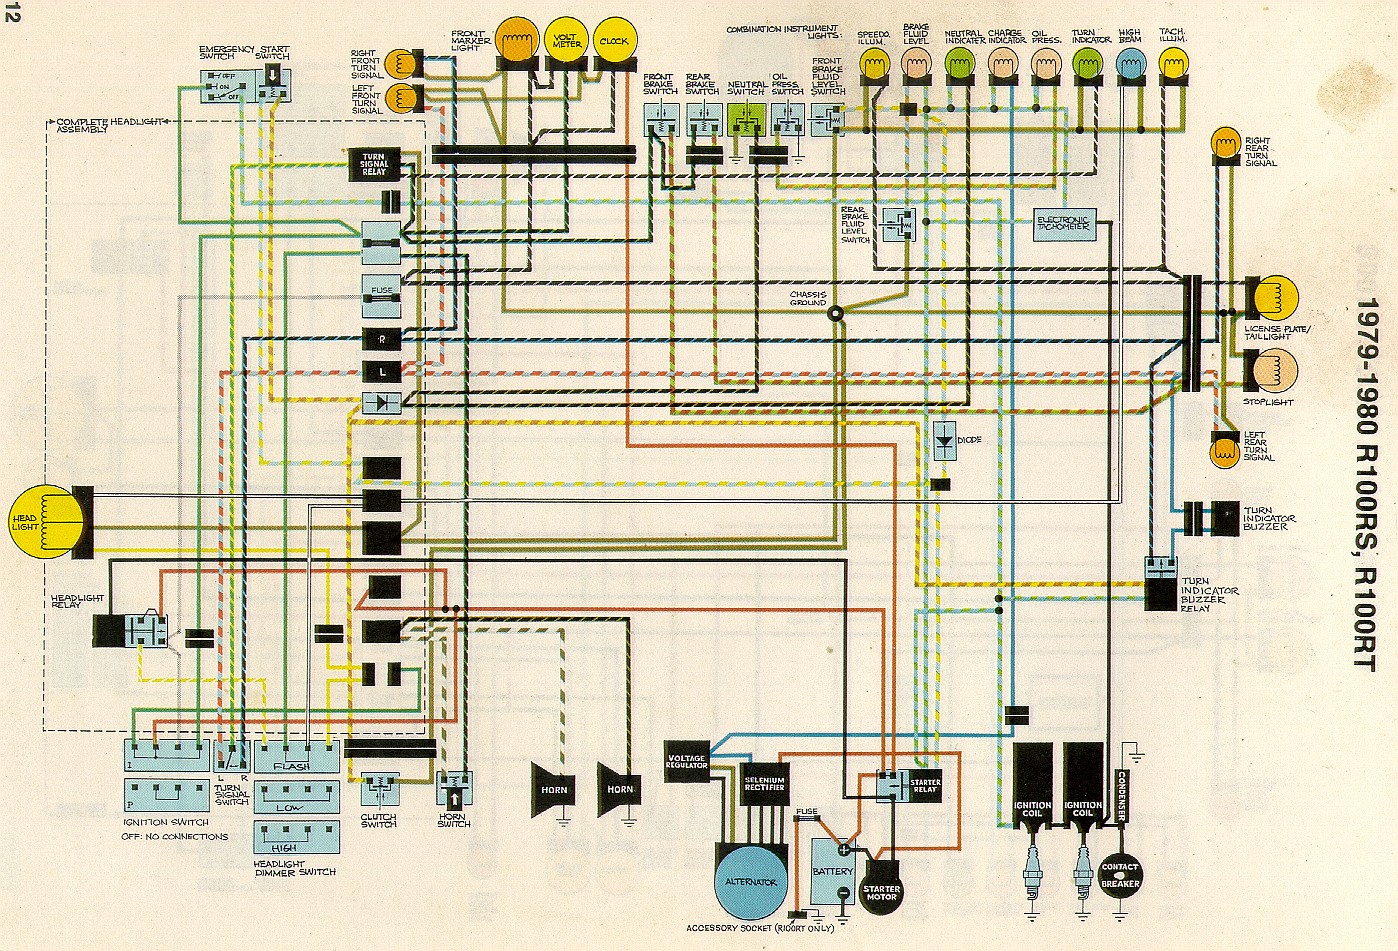 12
1979-1980 R100RS, R100RT
EMERGENCY START
SWITCH SWITCH
OFF
ON
OFF
RIGHT
FRONT
TURN
SIGNAL
LEFT
FRONT
TURN
SIGNAL
FRONT
MARKER
LIGHT
VOLT
METER
CLOCK
COMBINATION INSTRUMENT
LIGHTS:
SPEEDO.
ILLUM.
BRAKE
FLUID
LEVEL
NEUTRAL
INDICATER
CHARGE
INDICATOR
OIL
PRESS.
TURN
INDICATOR
HIGH
BEAM
TACH.
ILLUM.
FRONT
BRAKE
SWITCH
REAR
BRAKE
SWITCH
NEUTRAL
SWITCH
OIL
PRESS.
SWITCH
FRONT
BRAKE
FLUID
LEVEL
SWITCH
COMPLETE HEADLIGHT
ASSEMBLY
TURN
SIGNAL
RELAY
RIGHT
REAR
TURN
SIGNAL
REAR
BRAKE
FLUID
LEVEL
SWITCH
ELECTRONIC
TACHOMETER
FUSE
CHASSIS
GROUND
R
L
LICENSE PLATE/
TAILLIGHT
STOPLIGHT
DIODE
LEFT
REAR
TURN
SIGNAL
HEAD
LIGHT
TURN
INDICATOR
BUZZER
TURN
INDICATOR
BUZZER
RELAY
HEADLIGHT
RELAY
I
P
IGNITION SWITCH
OFF: NO CONNECTIONS
L R
TURN
SIGNAL
SWITCH
FLASH
LOW
HIGH
HEADLIGHT
DIMMER SWITCH
CLUTCH
SWITCH
HORN
SWITCH
HORN
HORN
VOLTAGE
REGULATOR
SELENIUM
RECTIFIER
ALTERNATOR
FUSE
BATTERY
ACCESSORY SOCKET (R100RT ONLY)
STARTER
RELAY
STARTER
MOTOR
IGNITION
COIL
IGNITION
COIL
CONDENSER
CONTACT
BREAKER